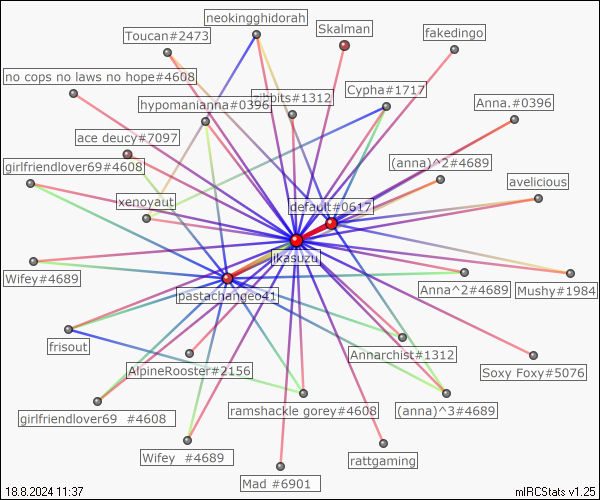 neokingghidorah
Toucan#2473
Skalman
fakedingo
no cops no laws no hope#4608
Cypha#1717
zibbits#1312
hypomanianna#0396
Anna.#0396
ace deucy#7097
(anna)^2#4689
girlfriendlover69#4608
avelicious
xenoyaut
default#0617
ikasuzu
Wifey#4689
Anna^2#4689
Mushy#1984
pastachangeo41
frisout
Annarchist#1312
AlpineRooster#2156
Soxy Foxy#5076
girlfriendlover69  #4608
ramshackle gorey#4608
(anna)^3#4689
Wifey  #4689
rattgaming
Mad #6901
18.8.2024 11:37
mIRCStats v1.25